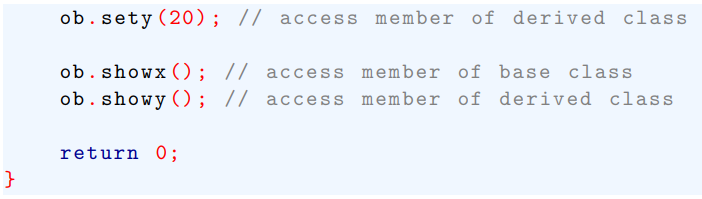 ob.sety(20); // access member of derived class
ob.showx(); // access member of base class
ob.showy(); // access member of derived class
return 0;
}